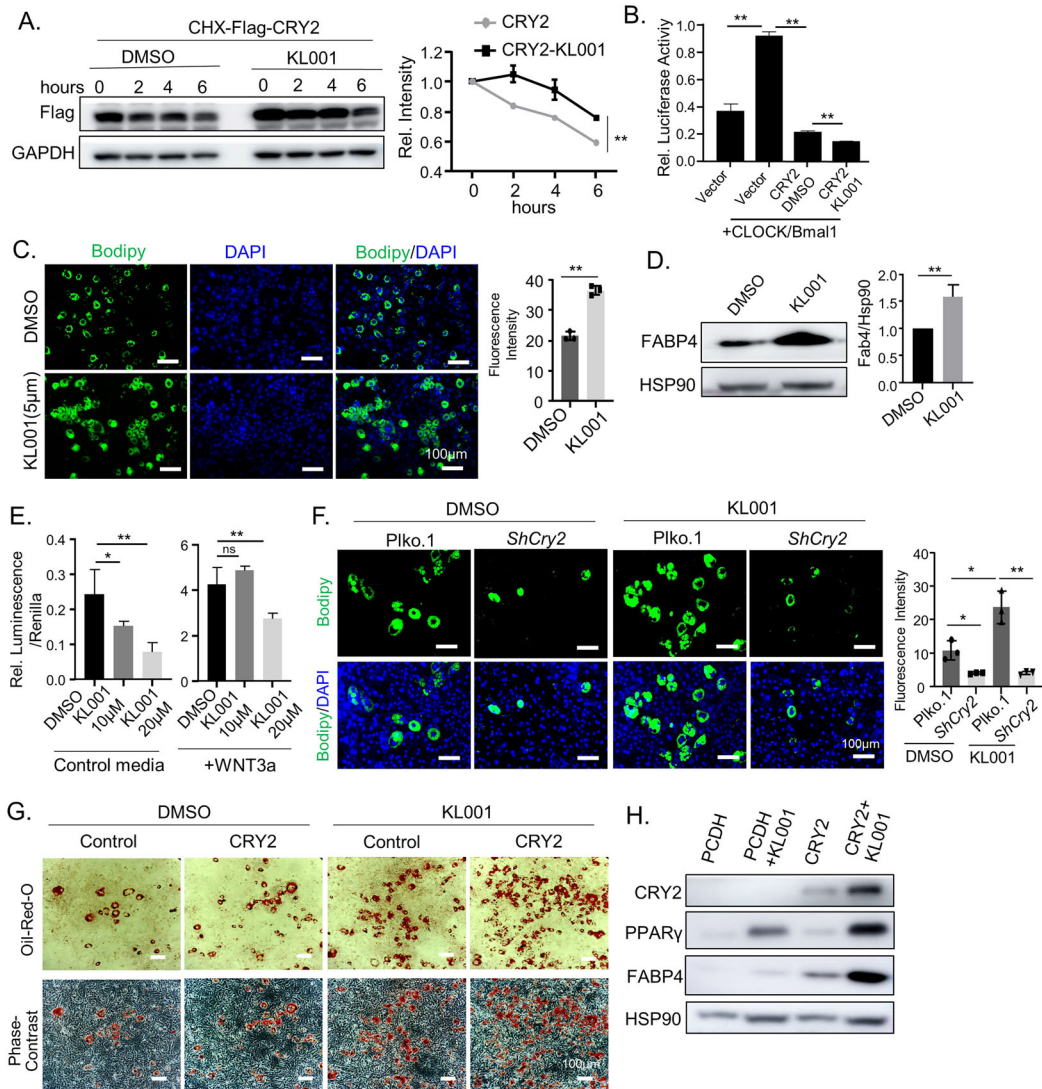 A.
CHX-Flag-CRY2
DMSO KL001
hours 0 2 4 6 0 2 4 6
Flag
GAPDH
CRY2
CRY2-KL001
Rel. Intensity
1.2
1.0
0.8
0.6
0.4
0 2 4 6
hours
**
B.
Rel. Luciferase Activiy
1.0
0.8
0.6
0.4
0.2
0.0
** **
**
Vector
Vector
CRY2
DMSO
CRY2
KL001
+CLOCK/Bmal1
C.
Bodipy DAPI Bodipy/DAPI
DMSO
KL001(5μm)
100μm
Fluorescence
Intensity
40
30
20
10
0
**
DMSO
KL001
D.
DMSO
KL001
FABP4
HSP90
Fab4/Hsp90
2.0
1.5
1.0
0.5
0.0
**
DMSO
KL001
E.
Rel. Luminescence
/Renilla
0.4
0.3
0.2
0.1
0.0
**
*
DMSO
KL001
10μM
KL001
20μM
Control media
6
4
2
0
**
ns
DMSO
KL001
10μM
KL001
20μM
+WNT3a
F.
DMSO KL001
Plko.1 ShCry2 Plko.1 ShCry2
Bodipy
Bodipy/DAPI
100μm
Fluorescence Intensity
40
30
20
10
0
* **
*
Plko.1
ShCry2
Plko.1
ShCry2
DMSO KL001
G.
DMSO KL001
Control CRY2 Control CRY2
Oil-Red-O
Phase-
Contrast
100μm
H.
PCDH
PCDH
+KL001
CRY2
CRY2+
KL001
CRY2
PPARγ
FABP4
HSP90